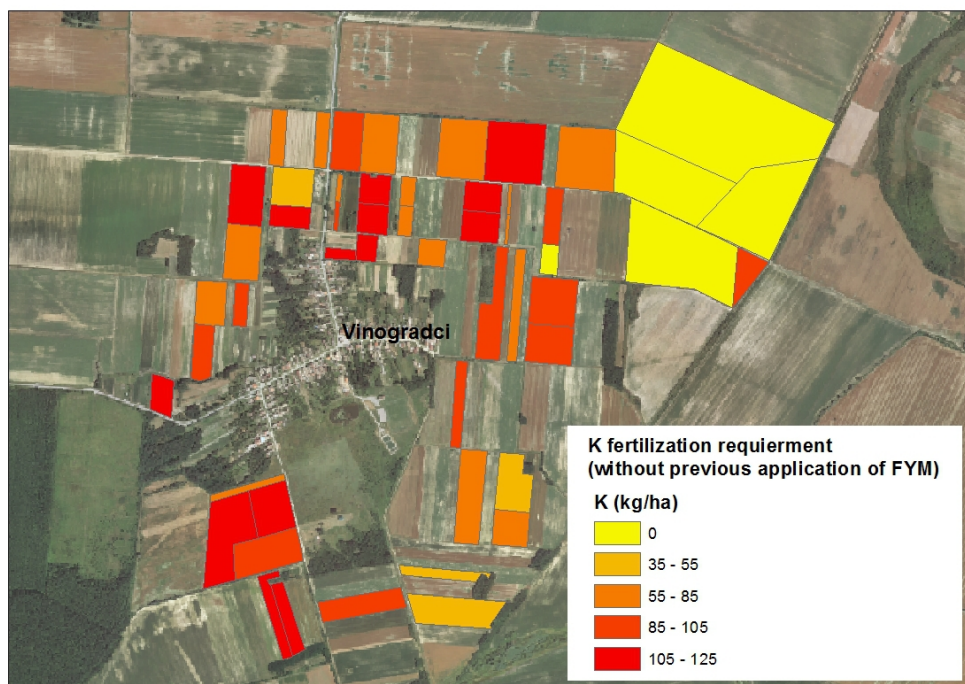 Vinogradci
K fertilization requierment
(without previous application of FYM)
K (kg/ha)
0
35 - 55
55 - 85
85 - 105
105 - 125